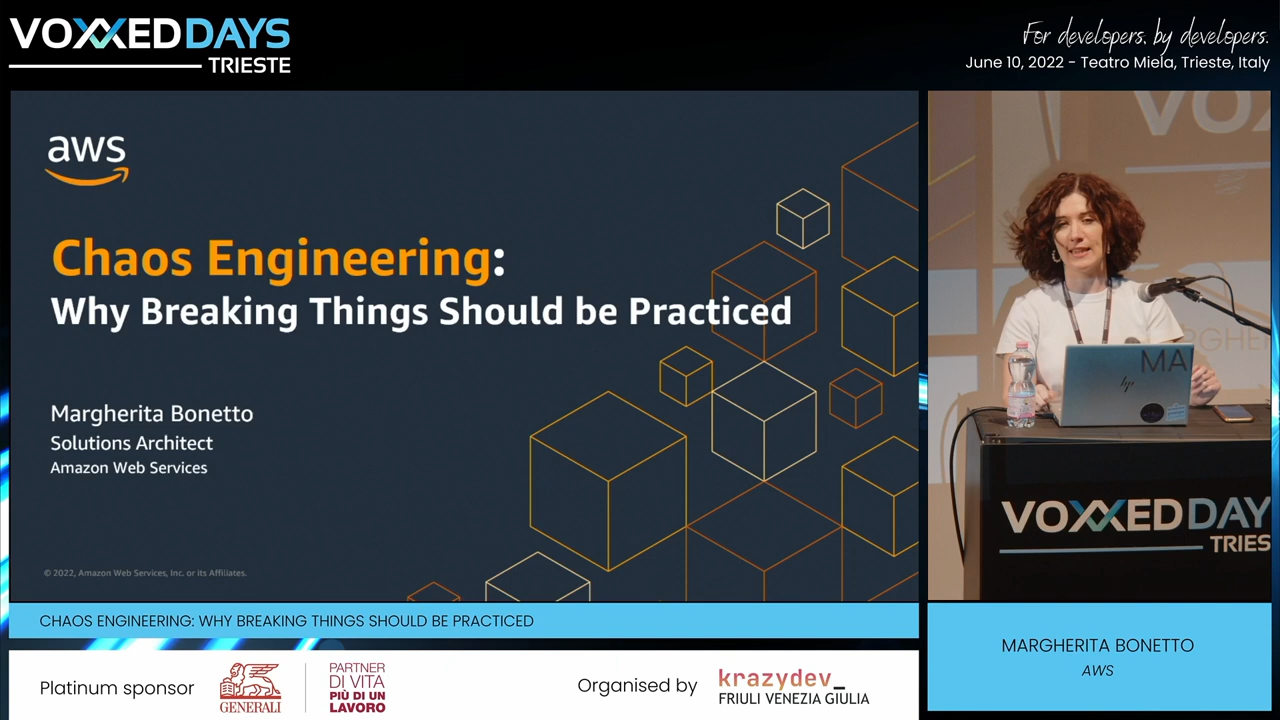 VOXXEDDAYS
TRIESTE
For developers, by developers.
June 10, 2022 - Teatro Miela, Trieste, Italy
aws
Chaos Engineering:
Why Breaking Things Should be Practiced
Margherita Bonetto
Solutions Architect
Amazon Web Services
© 2022, Amazon Web Services, Inc. or its Affiliates.
VOX
MA
hp
VOXXEDDAY
TRIES
CHAOS ENGINEERING: WHY BREAKING THINGS SHOULD BE PRACTICED
MARGHERITA BONETTO
AWS
Platinum sponsor
GENERALI
PARTNER
DI VITA
PIÙ DI UN
LAVORO
Organised by
krazydev_
FRIULI VENEZIA GIULIA